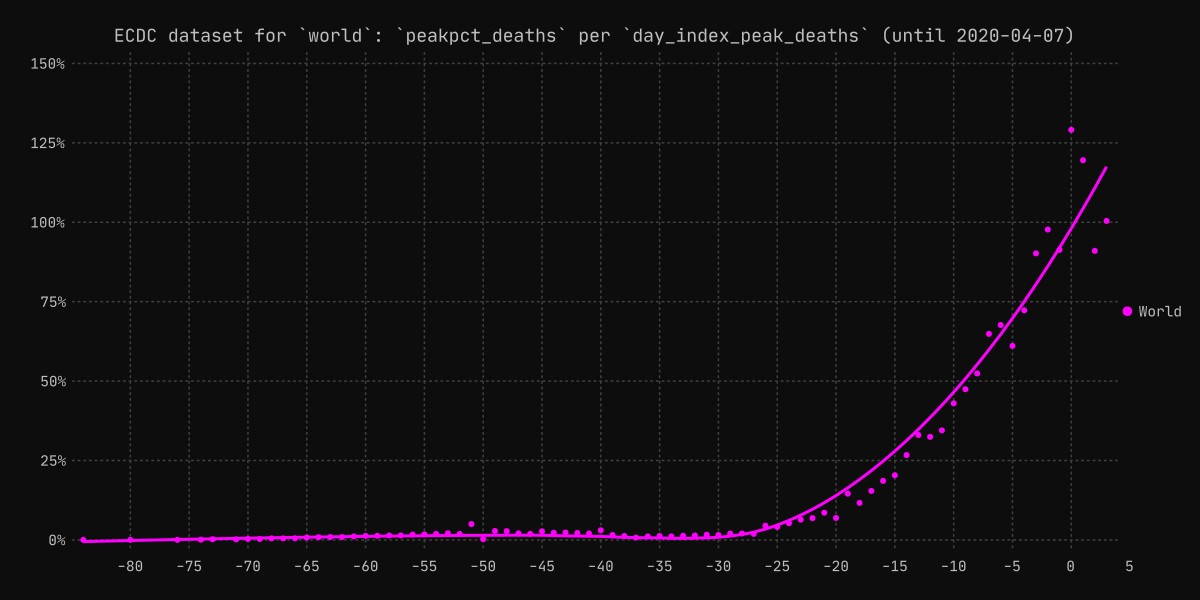 ECDC dataset for `world`: `peakpct_deaths` per `day_index_peak_deaths` (until 2020-04-07)
150%
125%
100%
75%
50%
25%
0%
World
-80 -75 -70 -65 -60 -55 -50 -45 -40 -35 -30 -25 -20 -15 -10 -5 0 5